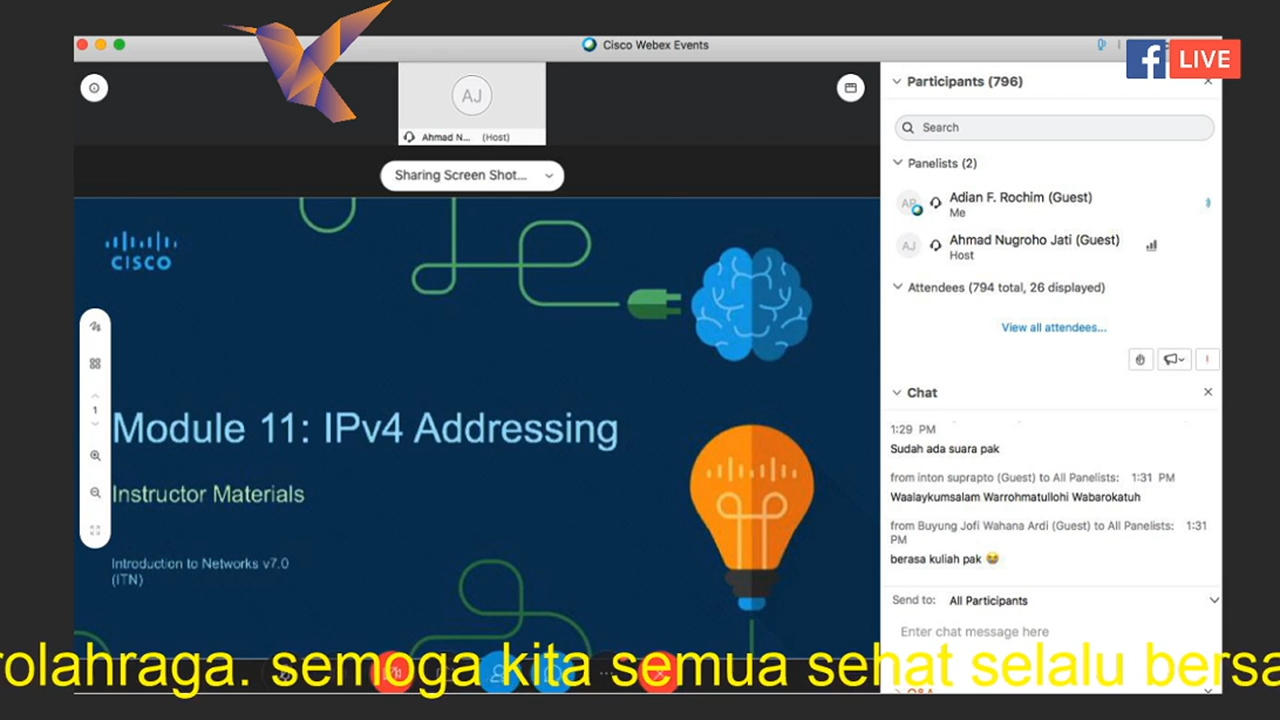 Cisco Webex Events
LIVE
AJ
Ahmad N... (Host)
Sharing Screen Shot...
Participants (796)
Search
Panelists (2)
Adian F. Rochim (Guest)
Me
AJ
Ahmad Nugroho Jati (Guest)
Host
Attendees (794 total, 26 displayed)
View all attendees...
Chat
1:29 PM
Sudah ada suara pak
from inton suprapto (Guest) to All Panelists: 1:31 PM
Waalaykumsalam Warrohmatullohi Wabarokatuh
from Buyung Jofi Wahana Ardi (Guest) to All Panelists: 1:31
PM
berasa kuliah pak 😂
Send to: All Participants
Enter chat message here
CISCO
1
Module 11: IPv4 Addressing
Instructor Materials
Introduction to Networks v7.0
(ITN)
rolahraga. semoga kita semua sehat selalu bersa